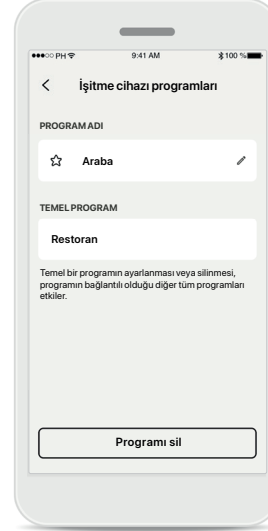 ●●●○○ PH 9:41 AM 100 %
İşitme cihazı programları
PROGRAM ADI
Araba
TEMEL PROGRAM
Restoran
Temel bir programın ayarlanması veya silinmesi,
programın bağlantılı olduğu diğer tüm programları
etkiler.
Programı sil